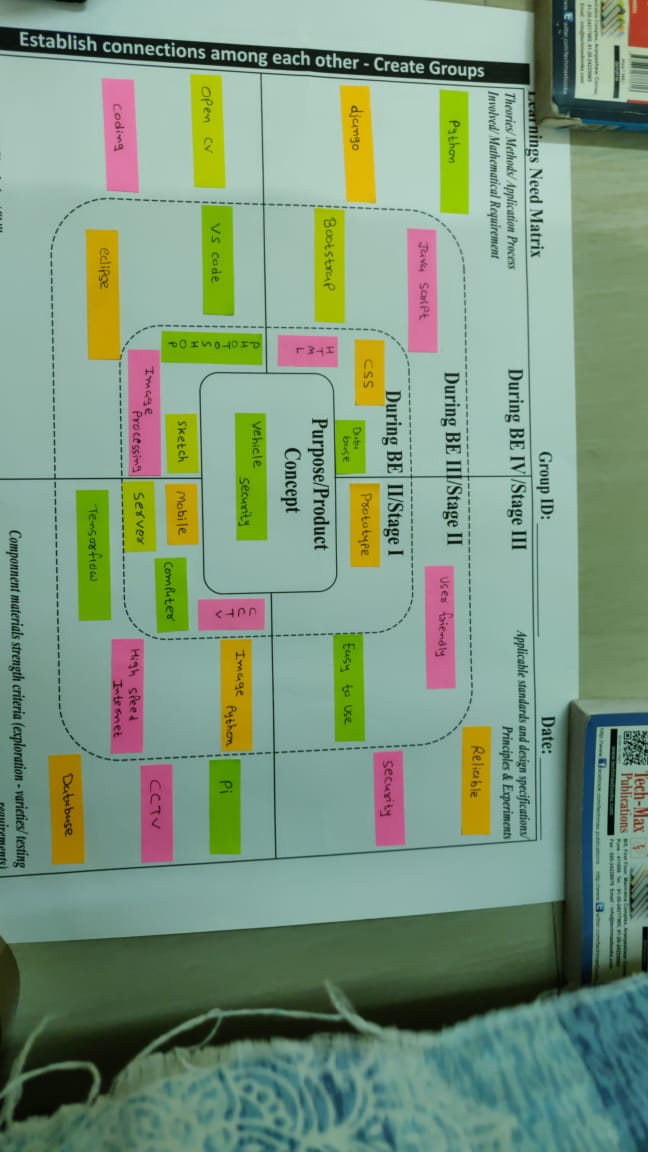 Learnings Need Matrix
Group ID:
Date:
Theories/ Methods/ Application Process
Involved/ Mathematical Requirement
During BE IV /Stage III
Applicable standards and design specifications/
Principles & Experiments
Python
Reliable
During BE III/Stage II
Java script
User friendly
django
security
During BE II/Stage I
CSS
Data
base
Prototype
Bootstrap
Easy to Use
HTML
Purpose/Product
Concept
Vehicle
security
Open CV
VS code
PHOTOSHOP
CCTV
Image Python
Pi
Sketch
Mobile
Computer
Image
Processing
Server
coding
eclipse
Tensorflow
High speed
Internet
CCTV
Database
Componnent materials strength criteria (exploration - varieties/ testing
requirements)
Establish connections among each other - Create Groups
Tech-Max
Publications